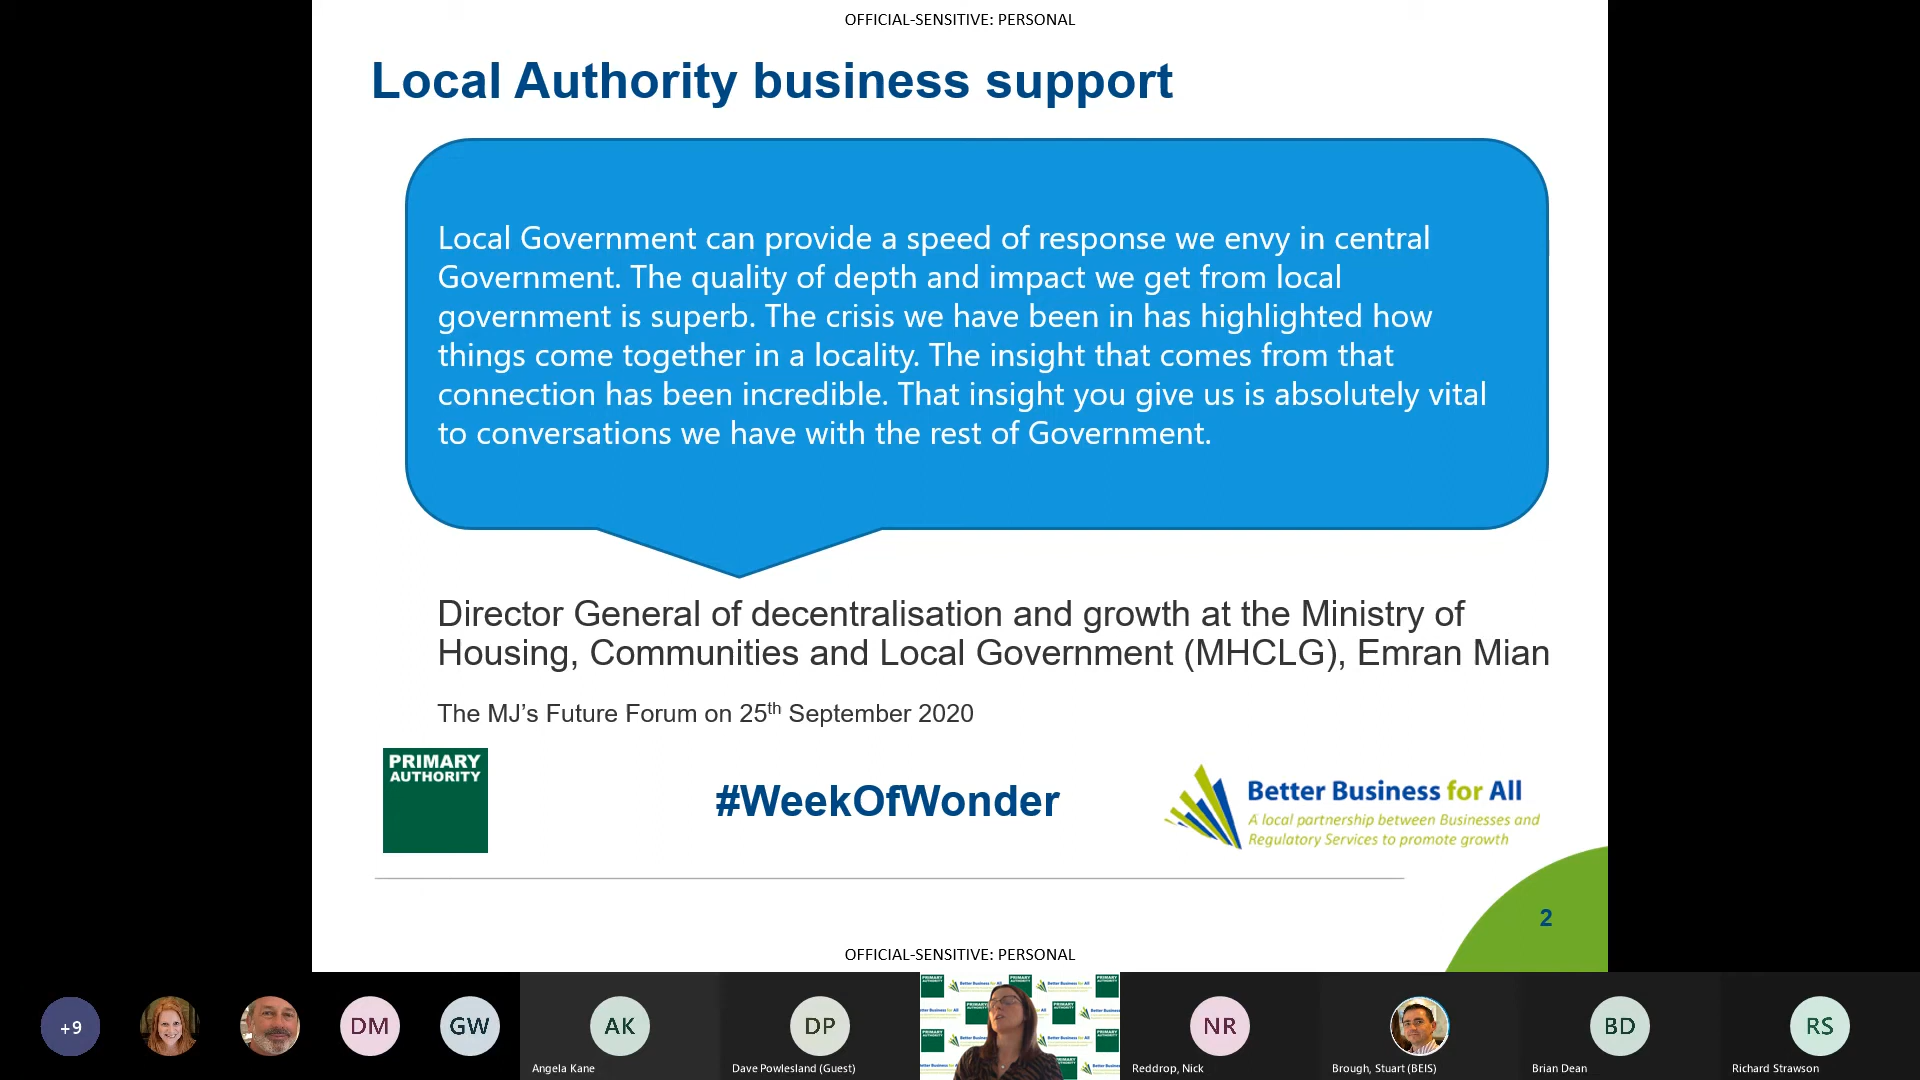 OFFICIAL-SENSITIVE: PERSONAL
Local Authority business support
Local Government can provide a speed of response we envy in central
Government. The quality of depth and impact we get from local
government is superb. The crisis we have been in has highlighted how
things come together in a locality. The insight that comes from that
connection has been incredible. That insight you give us is absolutely vital
to conversations we have with the rest of Government.
Director General of decentralisation and growth at the Ministry of
Housing, Communities and Local Government (MHCLG), Emran Mian
The MJ's Future Forum on 25th September 2020
PRIMARY
AUTHORITY
#WeekOfWonder
Better Business for All
A local partnership between Businesses and
Regulatory Services to promote growth
2
OFFICIAL-SENSITIVE: PERSONAL
+9
DM
GW
AK
Angela Kane
DP
Dave Powlesland (Guest)
NR
Reddrop, Nick
Brough, Stuart (BEIS)
BD
Brian Dean
RS
Richard Strawson